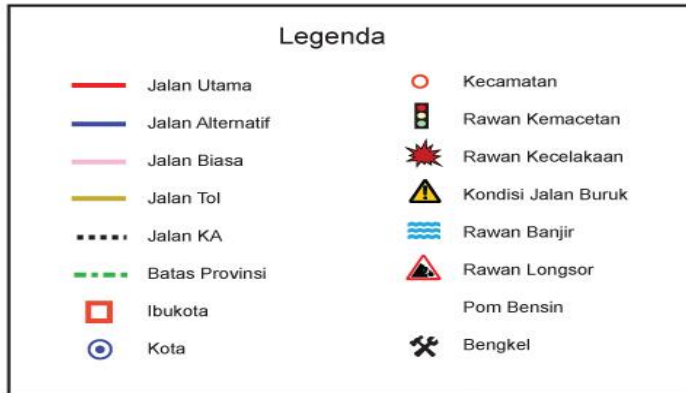 Legenda
Jalan Utama
Jalan Alternatif
Jalan Biasa
Jalan Tol
Jalan KA
Batas Provinsi
Ibukota
Kota
Kecamatan
Rawan Kemacetan
Rawan Kecelakaan
Kondisi Jalan Buruk
Rawan Banjir
Rawan Longsor
Pom Bensin
Bengkel